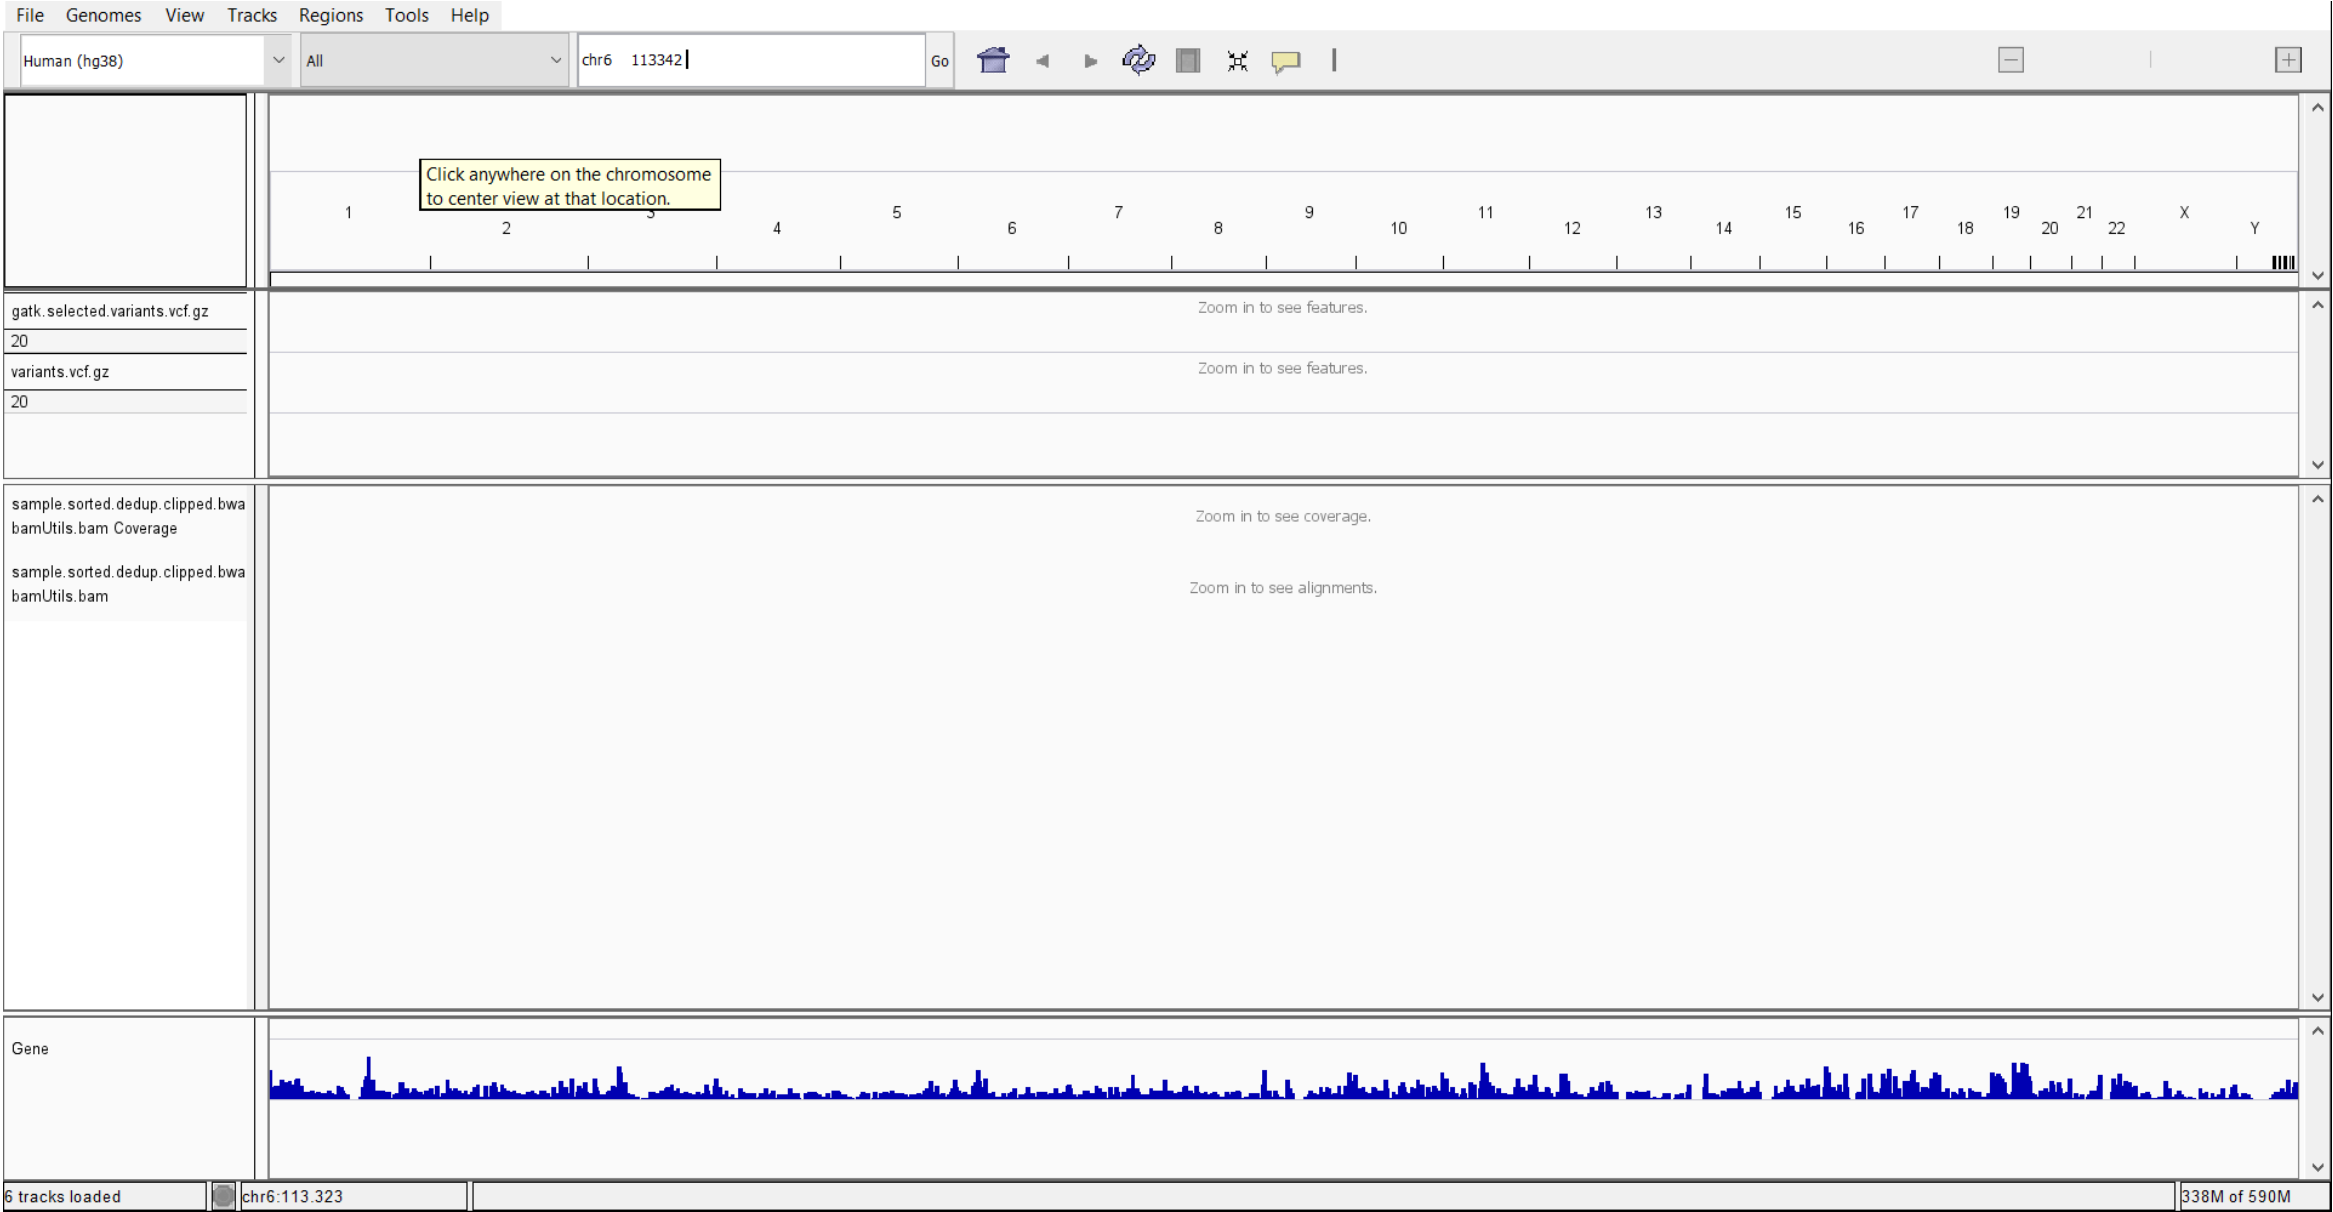 File Genomes View Tracks Regions Tools Help
Human (hg38) All chr6 113342 Go
Click anywhere on the chromosome
to center view at that location.
1 3 5 7 9 11 13 15 17 19 21 X
2 4 6 8 10 12 14 16 18 20 22 Y
gatk.selected.variants.vcf.gz Zoom in to see features.
20
variants.vcf.gz Zoom in to see features.
20
sample.sorted.dedup.clipped.bwa
bamUtils.bam Coverage
Zoom in to see coverage.
sample.sorted.dedup.clipped.bwa
bamUtils.bam
Zoom in to see alignments.
Gene
6 tracks loaded chr6:113.323 338M of 590M